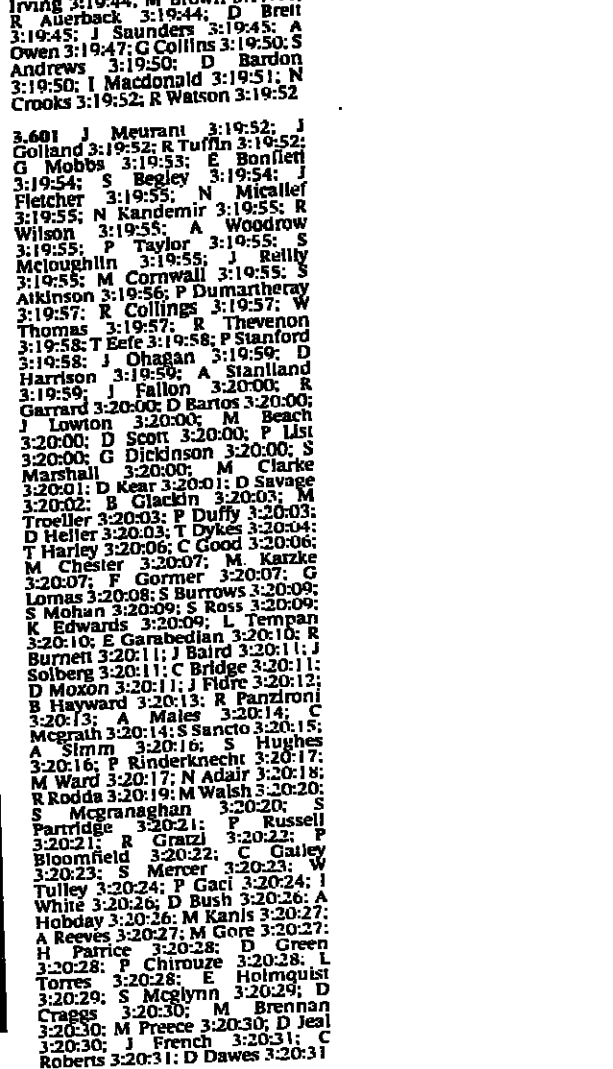 Irving 3:19:44; M Brown 3:19:44;
R Auerback 3:19:44; D Brett
3:19:45; J Saunders 3:19:45; A
Owen 3:19:47; G Collins 3:19:50; S
Andrews 3:19:50; D Bardon
3:19:50; I Macdonald 3:19:51; N
Crooks 3:19:52; R Watson 3:19:52
3,601 J Meurant 3:19:52; J
Golland 3:19:52; R Tuffin 3:19:52;
G Mobbs 3:19:53; E Bonfleti
3:19:54; S Begley 3:19:54; J
Fletcher 3:19:55; N Micallef
3:19:55; N Kandemir 3:19:55; R
Wilson 3:19:55; A Woodrow
3:19:55; P Taylor 3:19:55; S
Mcloughlin 3:19:55; J Reilly
3:19:55; M Cornwall 3:19:55; S
Atkinson 3:19:56; P Dumartheray
3:19:57; R Collings 3:19:57; W
Thomas 3:19:57; R Thevenon
3:19:58; T Eefe 3:19:58; P Stanford
3:19:58; J Ohagan 3:19:59; D
Harrison 3:19:59; A Staniland
3:19:59; J Fallon 3:20:00; R
Garrard 3:20:00; D Bartos 3:20:00;
J Lowton 3:20:00; M Beach
3:20:00; D Scott 3:20:00; P List
3:20:00; G Dickinson 3:20:00; S
Marshall 3:20:00; M Clarke
3:20:01; D Kear 3:20:01; D Savage
3:20:02; B Glackin 3:20:03; M
Troeller 3:20:03; P Duffy 3:20:03;
D Heller 3:20:03; T Dykes 3:20:04;
T Harley 3:20:06; C Good 3:20:06;
M Chester 3:20:07; M Karzke
3:20:07; F Gormer 3:20:07; G
Lomas 3:20:08; S Burrows 3:20:09;
S Mohan 3:20:09; S Ross 3:20:09;
K Edwards 3:20:09; L Tempan
3:20:10; E Garabedian 3:20:10; R
Burnett 3:20:11; J Baird 3:20:11; J
Solberg 3:20:11; C Bridge 3:20:11;
D Moxon 3:20:11; J Fidre 3:20:12;
B Hayward 3:20:13; R Panzironi
3:20:13; A Males 3:20:14; C
Mcgrath 3:20:14; S Sancto 3:20:15;
A Simm 3:20:16; S Hughes
3:20:16; P Rinderknecht 3:20:17;
M Ward 3:20:17; N Adair 3:20:18;
R Rodda 3:20:19; M Walsh 3:20:20;
S Mcgranaghan 3:20:20; S
Partridge 3:20:21; P Russell
3:20:21; R Gratzl 3:20:22; P
Bloomfield 3:20:22; C Gatley
3:20:23; S Mercer 3:20:23; W
Tulley 3:20:24; P Gaci 3:20:24; I
White 3:20:26; D Bush 3:20:26; A
Hobday 3:20:26; M Kanis 3:20:27;
A Reeves 3:20:27; M Gore 3:20:27;
H Patrice 3:20:28; D Green
3:20:28; P Chirouze 3:20:28; L
Torres 3:20:28; E Holmquist
3:20:29; S Mcglynn 3:20:29; D
Craggs 3:20:30; M Brennan
3:20:30; M Preece 3:20:30; D Jeal
3:20:30; J French 3:20:31; C
Roberts 3:20:31; D Dawes 3:20:31